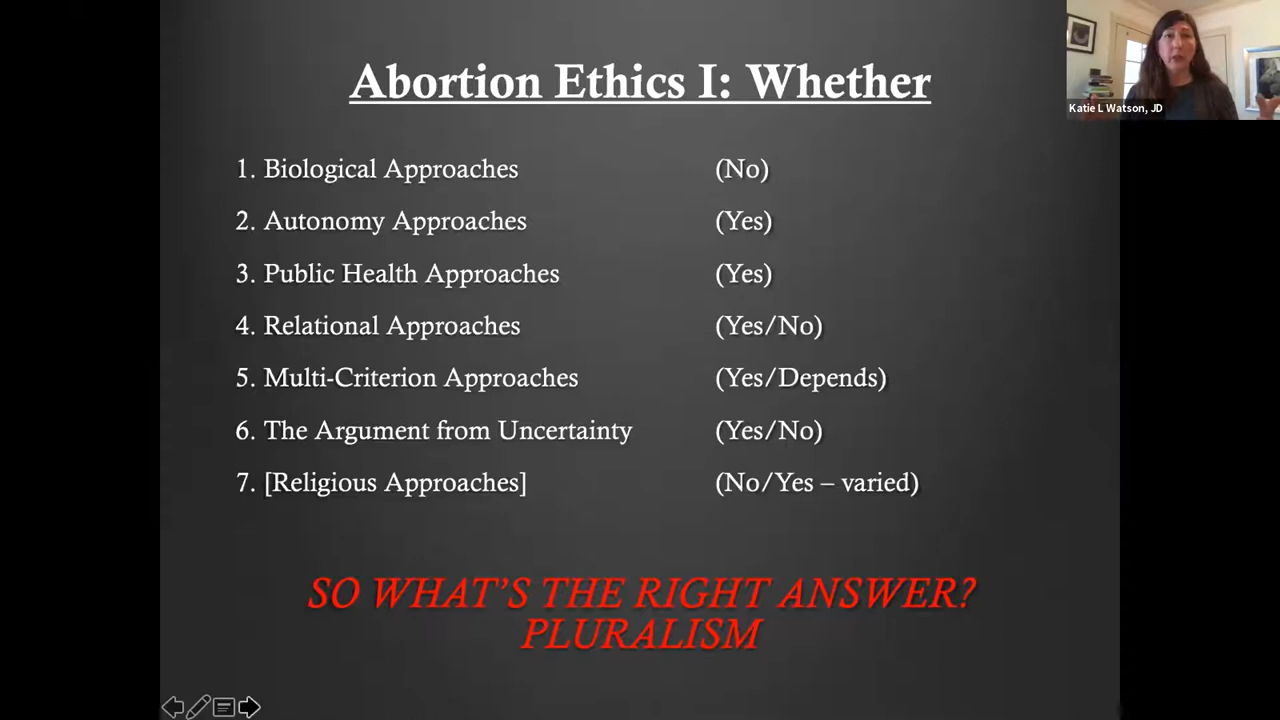 Abortion Ethics I: Whether
Katie L Watson, JD
1. Biological Approaches (No)
2. Autonomy Approaches (Yes)
3. Public Health Approaches (Yes)
4. Relational Approaches (Yes/No)
5. Multi-Criterion Approaches (Yes/Depends)
6. The Argument from Uncertainty (Yes/No)
7. [Religious Approaches] (No/Yes – varied)
SO WHAT'S THE RIGHT ANSWER?
PLURALISM